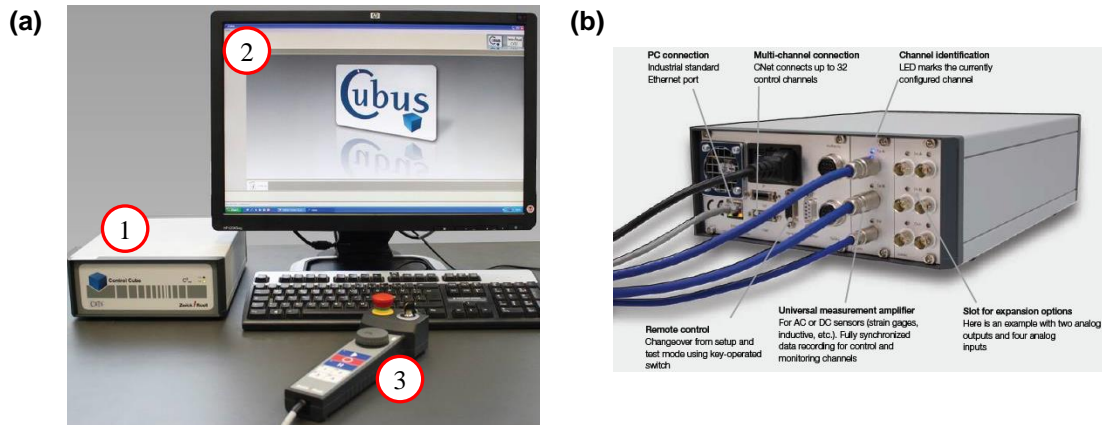 (a)
(b)
hp
2
Cubus
1
Control Cube
Zwick / Roell
3
PC connection
Industrial standard
Ethernet port
Multi-channel connection
CNet connects up to 32
control channels
Channel identification
LED marks the currently
configured channel
Remote control
Changeover from setup and
test mode using key-operated
switch
Universal measurement amplifier
For AC or DC sensors (strain gages,
inductive, etc.). Fully synchronized
data recording for control and
monitoring channels
Slot for expansion options
Here is an example with two analog
outputs and four analog
inputs